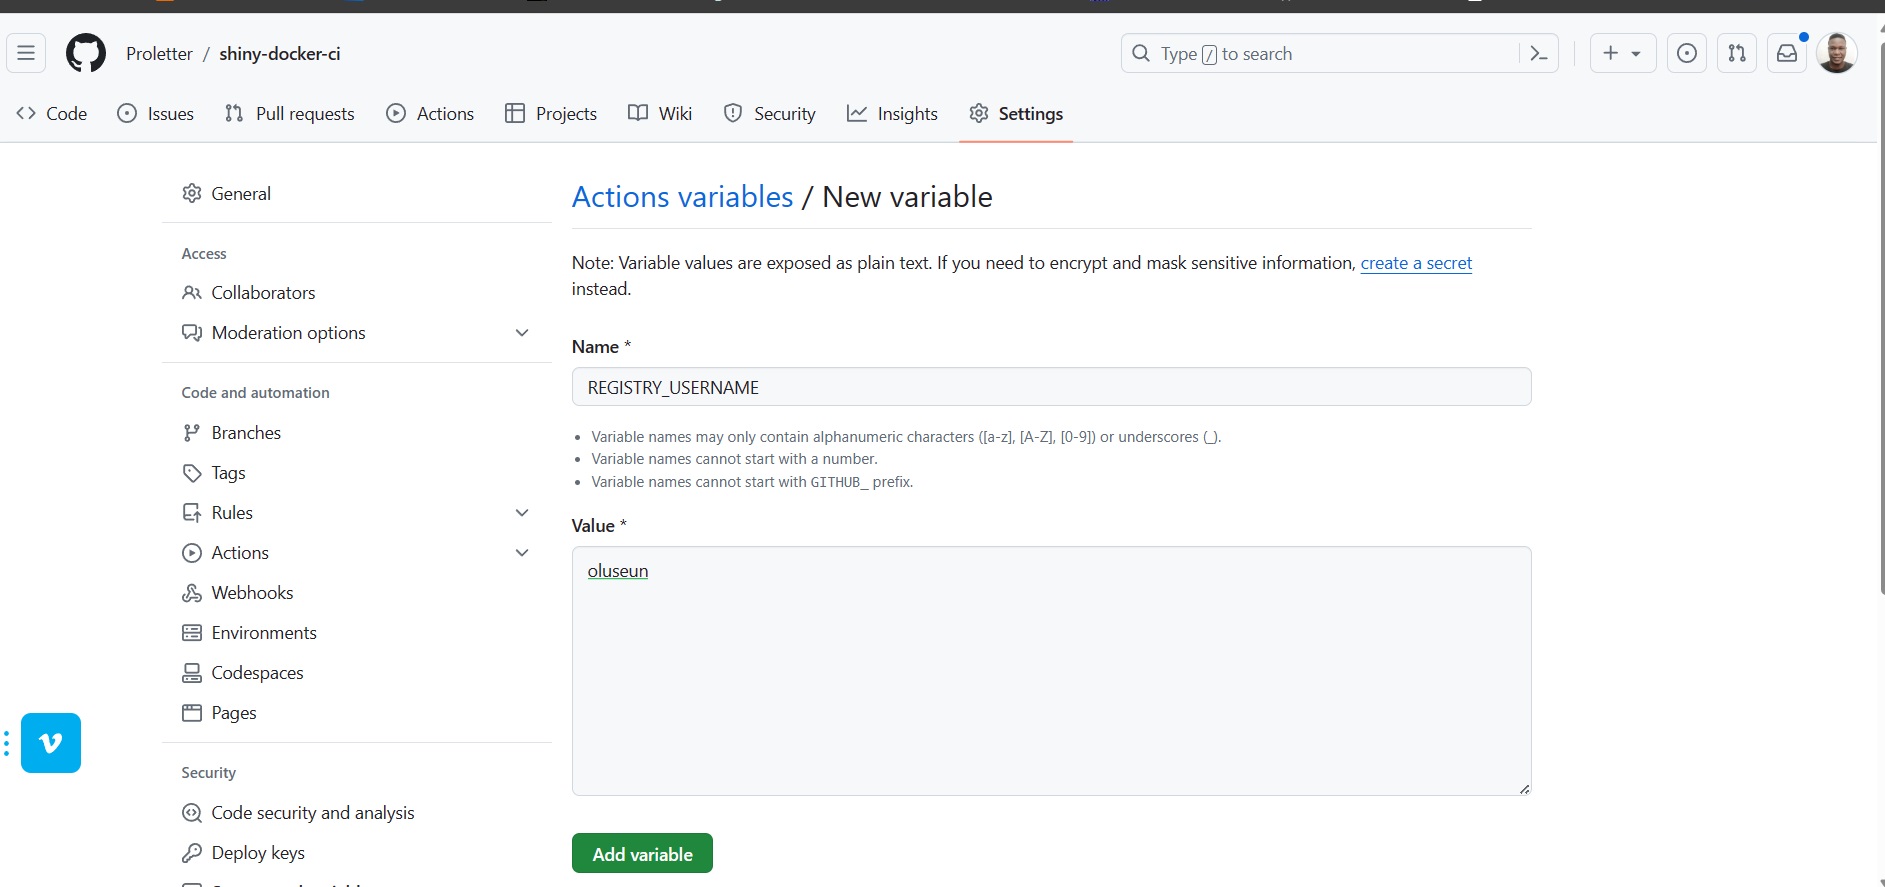 Proletter / shiny-docker-ci
Type / to search
Code
Issues
Pull requests
Actions
Projects
Wiki
Security
Insights
Settings
General
Access
Collaborators
Moderation options
Code and automation
Branches
Tags
Rules
Actions
Webhooks
Environments
Codespaces
Pages
Security
Code security and analysis
Deploy keys
Actions variables / New variable
Note: Variable values are exposed as plain text. If you need to encrypt and mask sensitive information, create a secret
instead.
Name *
REGISTRY_USERNAME
Variable names may only contain alphanumeric characters ([a-z], [A-Z], [0-9]) or underscores (_).
Variable names cannot start with a number.
Variable names cannot start with GITHUB_ prefix.
Value *
oluseun
Add variable